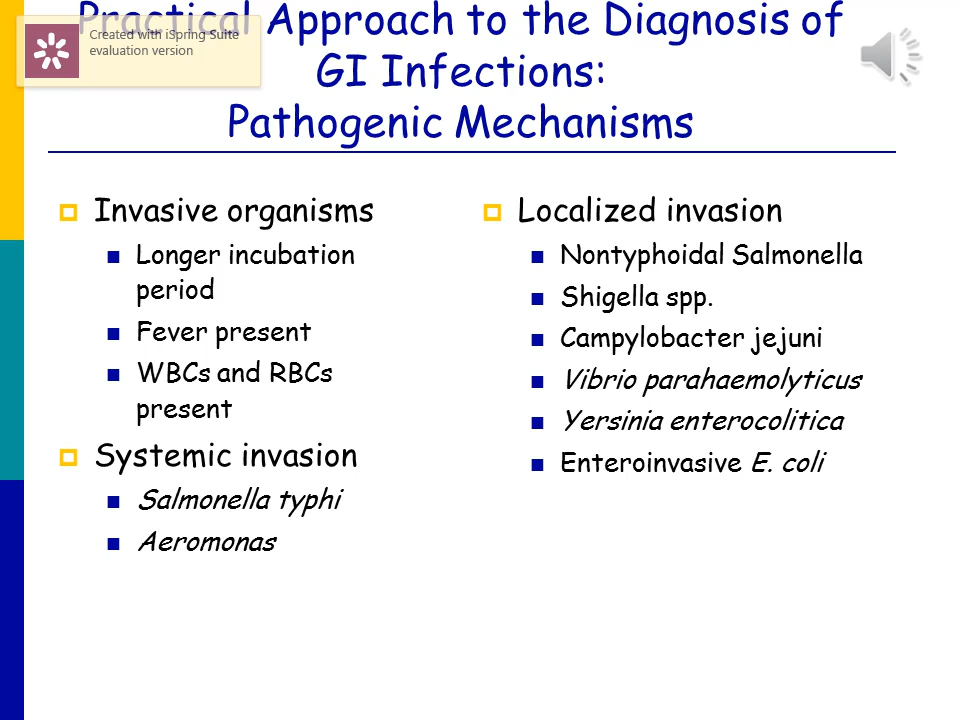 Practical Approach to the Diagnosis of
GI Infections:
Pathogenic Mechanisms
Created with iSpring Suite
evaluation version
Invasive organisms
Longer incubation
period
Fever present
WBCs and RBCs
present
Systemic invasion
Salmonella typhi
Aeromonas
Localized invasion
Nontyphoidal Salmonella
Shigella spp.
Campylobacter jejuni
Vibrio parahaemolyticus
Yersinia enterocolitica
Enteroinvasive E. coli